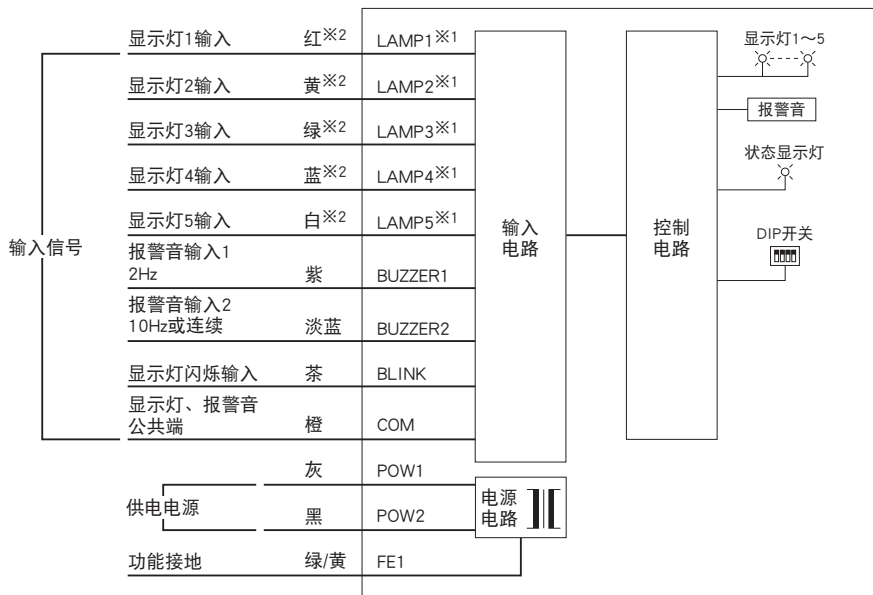 显示灯1输入 红※2 LAMP1※1
显示灯2输入 黄※2 LAMP2※1
显示灯3输入 绿※2 LAMP3※1
显示灯4输入 蓝※2 LAMP4※1
显示灯5输入 白※2 LAMP5※1
输入信号
报警音输入1
2Hz 紫 BUZZER1
报警音输入2
10Hz或连续 淡蓝 BUZZER2
显示灯闪烁输入 茶 BLINK
显示灯、报警音
公共端 橙 COM
灰 POW1
供电电源
黑 POW2
功能接地 绿/黄 FE1
输入
电路
电源
电路
控制
电路
显示灯1～5
报警音
状态显示灯
DIP开关